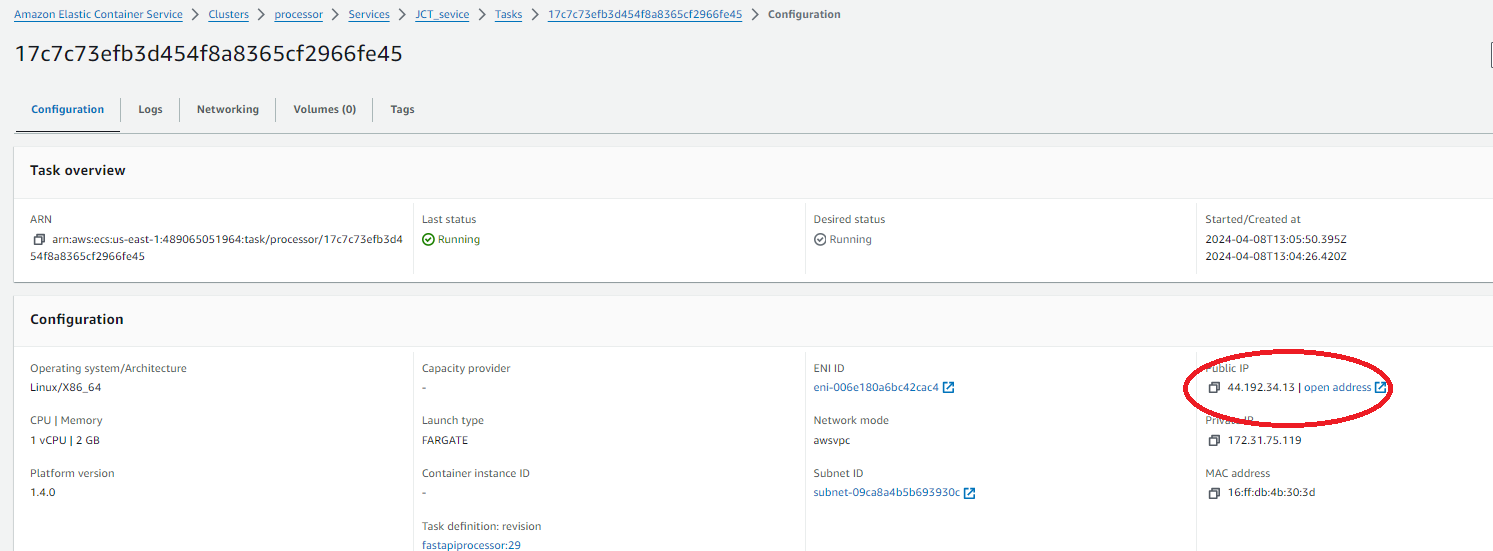 Amazon Elastic Container Service > Clusters > processor > Services > JCT_sevice > Tasks > 17c7c73efb3d454f8a8365cf2966fe45 > Configuration
17c7c73efb3d454f8a8365cf2966fe45
Configuration | Logs | Networking | Volumes (0) | Tags
Task overview
ARN
arn:aws:ecs:us-east-1:489065051964:task/processor/17c7c73efb3d4
54f8a8365cf2966fe45
Last status
Running
Desired status
Running
Started/Created at
2024-04-08T13:05:50.395Z
2024-04-08T13:04:26.420Z
Configuration
Operating system/Architecture
Linux/X86_64
CPU | Memory
1 vCPU | 2 GB
Platform version
1.4.0
Capacity provider
-
Launch type
FARGATE
Container instance ID
-
Task definition: revision
fastapiprocessor:29
ENI ID
eni-006e180a6bc42cac4
Network mode
awsvpc
Subnet ID
subnet-09ca8a4b5b693930c
Public IP
44.192.34.13 | open address
Private IP
172.31.75.119
MAC address
16:ff:db:4b:30:3d